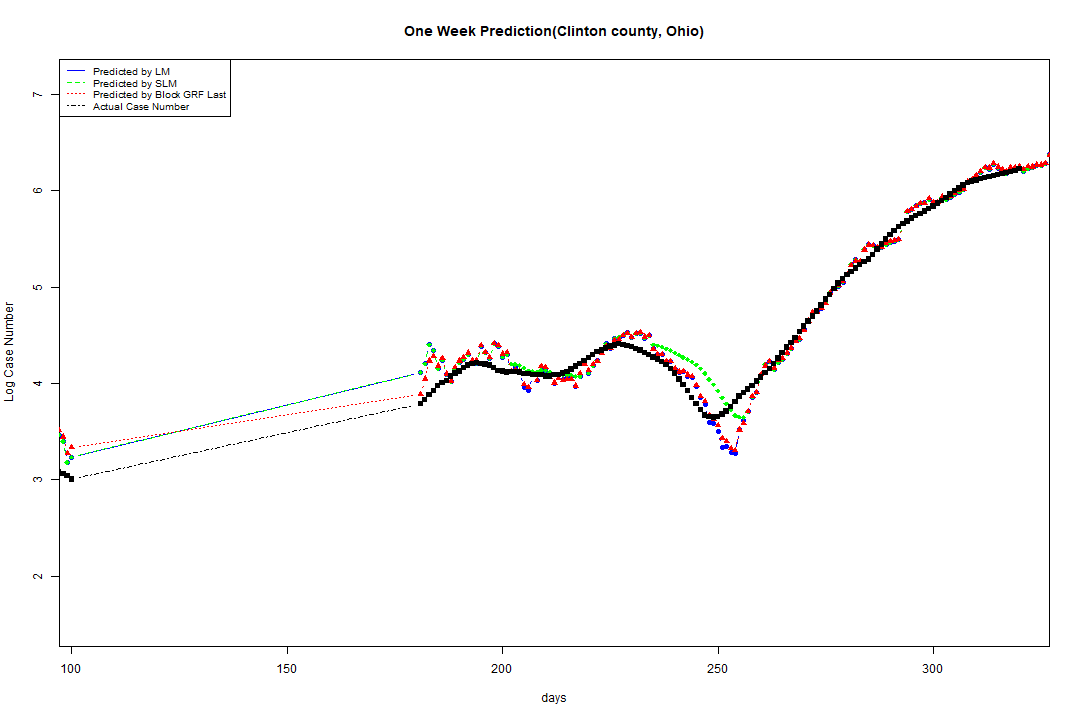 One Week Prediction(Clinton county, Ohio)
Predicted by LM
Predicted by SLM
Predicted by Block GRF Last
Actual Case Number
7
6
5
4
3
2
Log Case Number
100 150 200 250 300
days